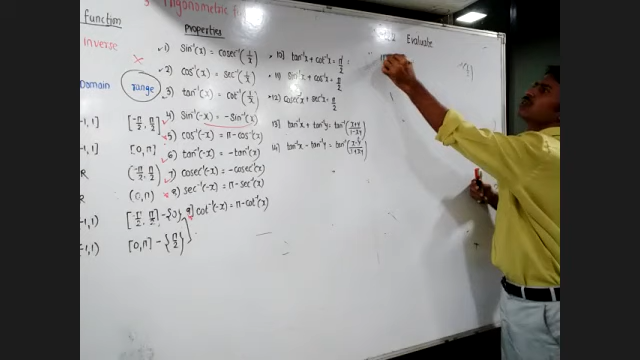 Trigonometric
function
properties
Inverse
Domain
range
[-π/2, π/2]
[0, π]
(-π/2, π/2)
(0, π)
[-π/2, π/2] - {0}
[0, π] - {π/2}
1) sin⁻¹(x) = cosec⁻¹(1/x)
2) cos⁻¹(x) = sec⁻¹(1/x)
3) tan⁻¹(x) = cot⁻¹(1/x)
4) sin⁻¹(-x) = -sin⁻¹(x)
5) cos⁻¹(-x) = π - cos⁻¹(x)
6) tan⁻¹(-x) = -tan⁻¹(x)
7) cosec⁻¹(-x) = -cosec⁻¹(x)
8) sec⁻¹(-x) = π - sec⁻¹(x)
9) cot⁻¹(-x) = π - cot⁻¹(x)
10) tan⁻¹x + cot⁻¹x = π/2
11) sin⁻¹x + cos⁻¹x = π/2
12) cosec⁻¹x + sec⁻¹x = π/2
13) tan⁻¹x + tan⁻¹y = tan⁻¹(x+y/1-xy)
14) tan⁻¹x - tan⁻¹y = tan⁻¹(x-y/1+xy)
Evaluate